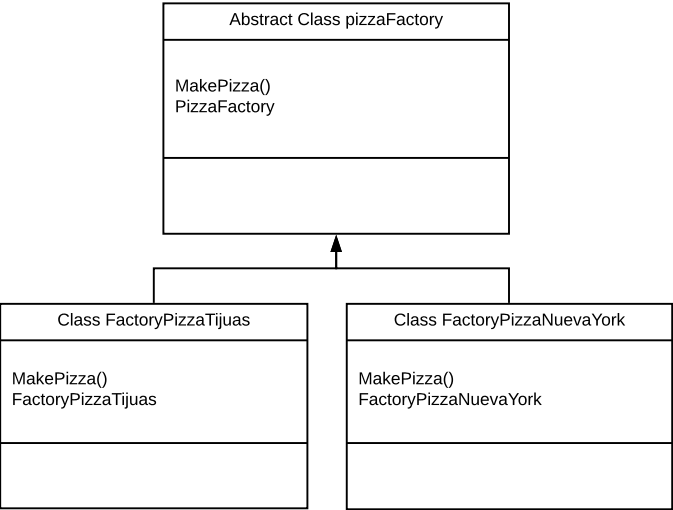 Abstract Class pizzaFactory
MakePizza()
PizzaFactory
Class FactoryPizzaTijuas
MakePizza()
FactoryPizzaTijuas
Class FactoryPizzaNuevaYork
MakePizza()
FactoryPizzaNuevaYork